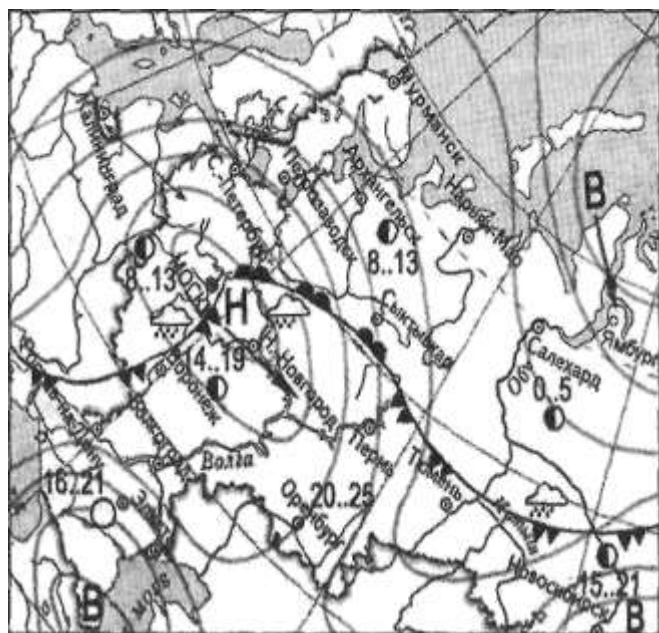 Мурманск
Калининград
С.-Петербург
Петрозаводск
Архангельск
Нарьян-Мар
В
8..13
8..13
Москва
Н
Сыктывкар
Салехард
Ямбург
Обь
0..5
14..19
Н. Новгород
Воронеж
Волга
Пермь
Тюмень
16..21
20..25
Оренбург
Новосибирск
15..21
В
море
В